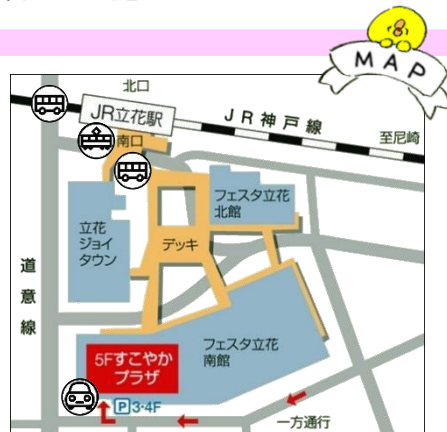 MAP
北口
JR立花駅
JR神戸線
至尼崎
南口
フェスタ立花
北館
立花
ジョイ
タウン
デッキ
道意線
フェスタ立花
南館
5Fすこやか
プラザ
P3・4F
一方通行